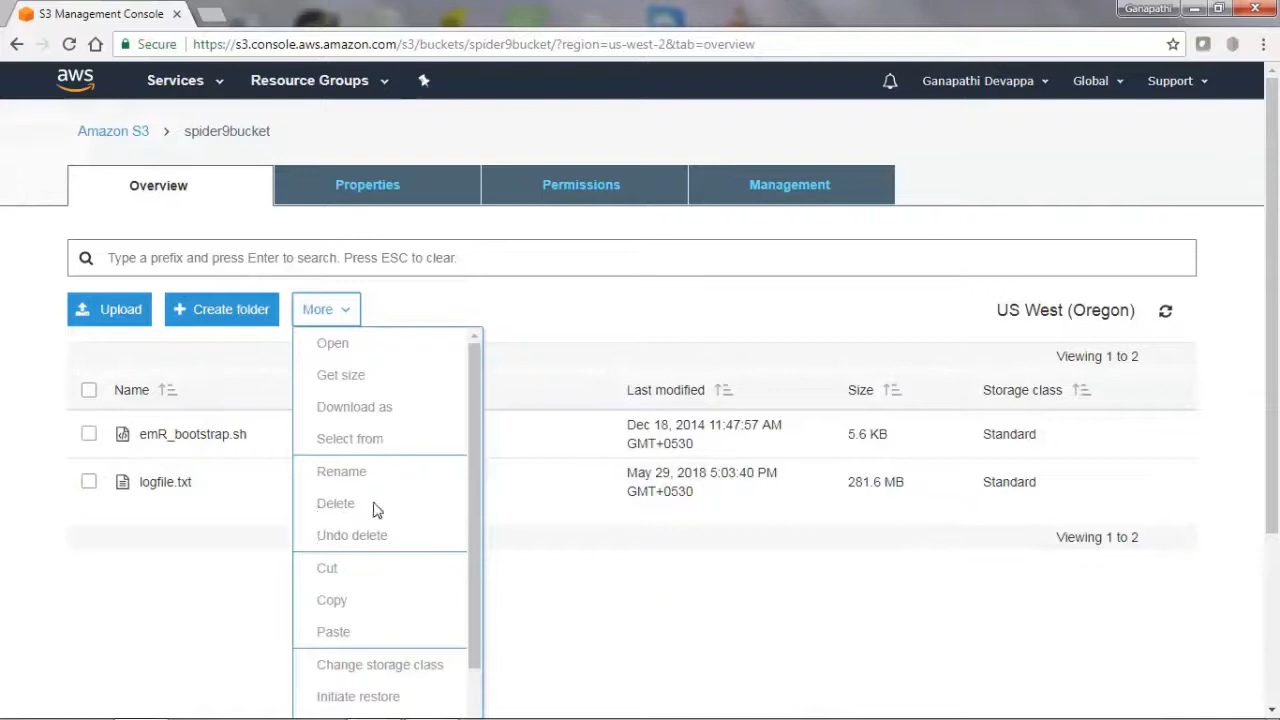 S3 Management Console
Ganapathi
Secure
https://s3.console.aws.amazon.com/s3/buckets/spider9bucket/?region=us-west-2&tab=overview
aws
Services
Resource Groups
Ganapathi Devappa
Global
Support
Amazon S3
spider9bucket
Overview
Properties
Permissions
Management
Type a prefix and press Enter to search. Press ESC to clear.
Upload
+ Create folder
More
US West (Oregon)
Open
Get size
Download as
Select from
Rename
Delete
Undo delete
Cut
Copy
Paste
Change storage class
Initiate restore
Viewing 1 to 2
Name
Last modified
Size
Storage class
emR_bootstrap.sh
Dec 18, 2014 11:47:57 AM
GMT+0530
5.6 KB
Standard
logfile.txt
May 29, 2018 5:03:40 PM
GMT+0530
281.6 MB
Standard
Viewing 1 to 2